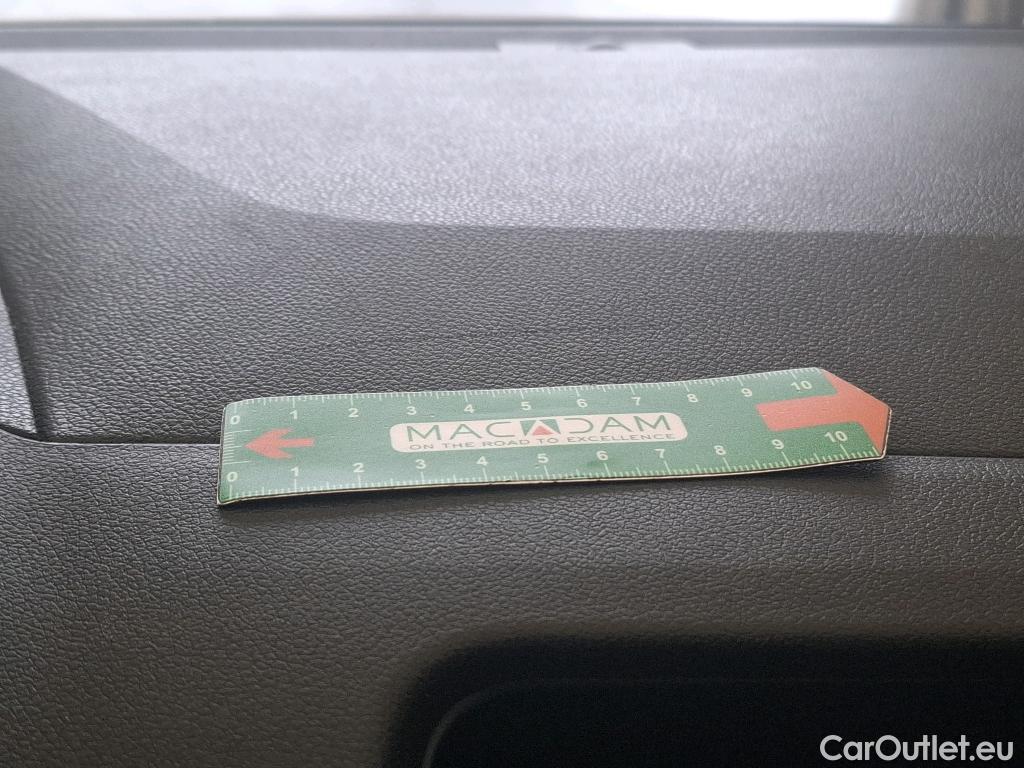 0 1 2 3 4 5 6 7 8 9 10
MACADAM
ON THE ROAD TO EXCELLENCE
0 1 2 3 4 5 6 7 8 9 10
CarOutlet.eu